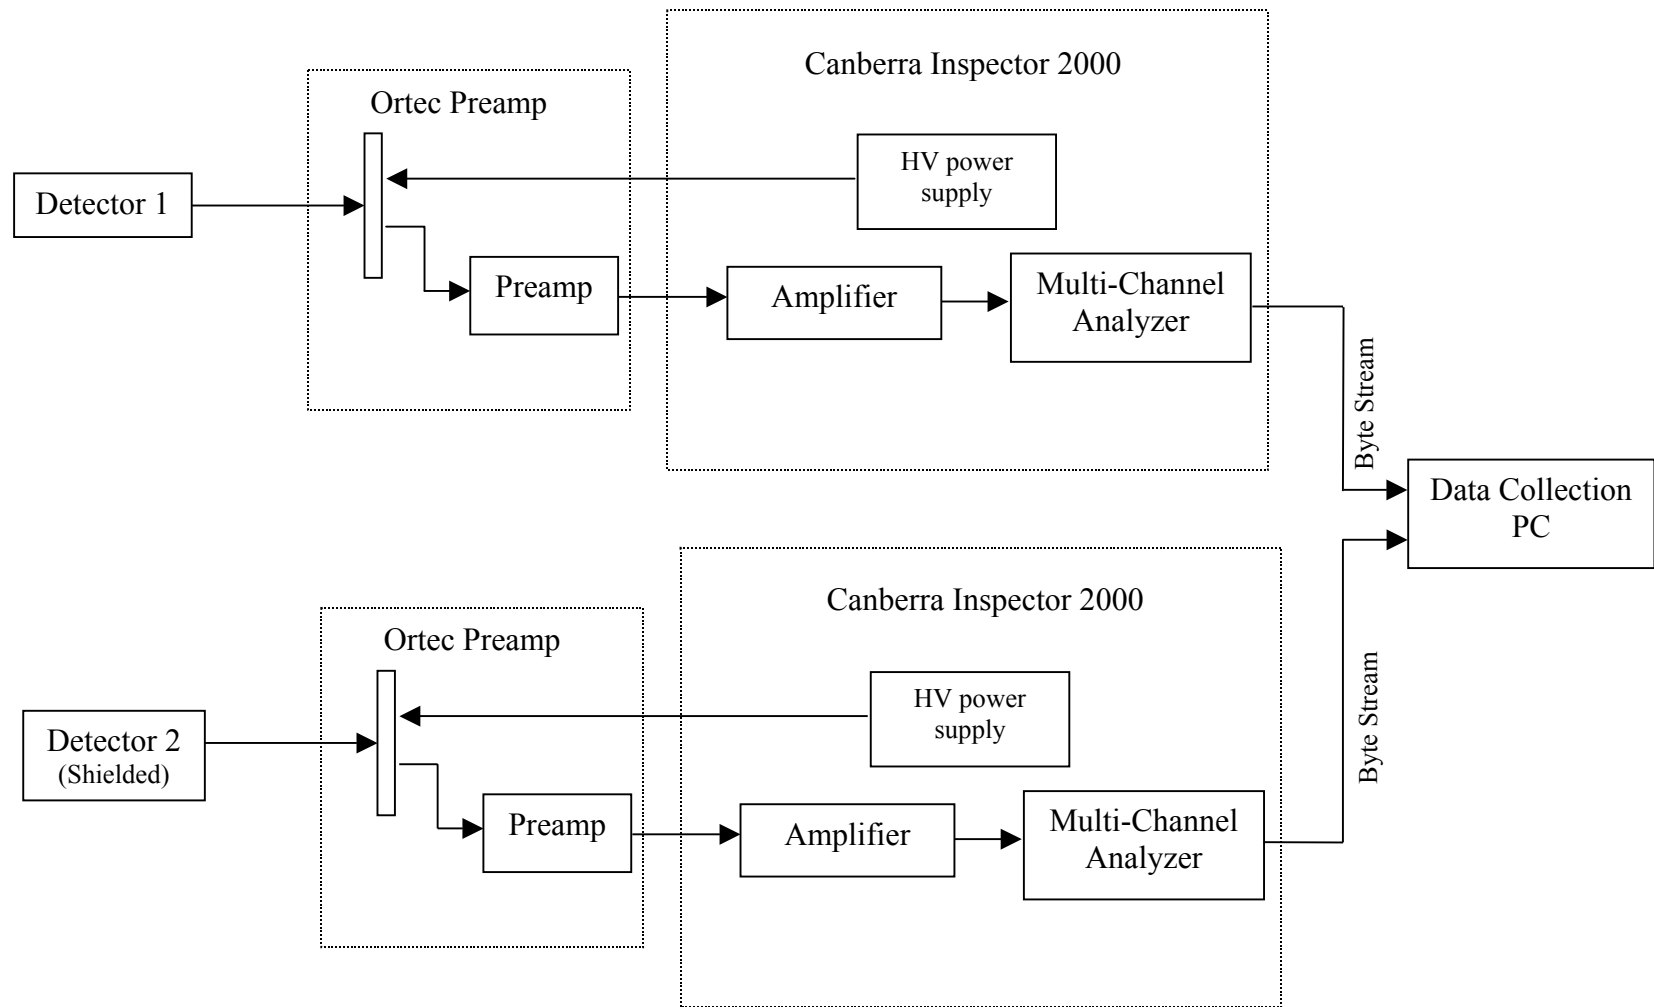 Canberra Inspector 2000
Ortec Preamp
HV power
supply
Detector 1
Preamp
Amplifier
Multi-Channel
Analyzer
Byte Stream
Data Collection
PC
Canberra Inspector 2000
Ortec Preamp
HV power
supply
Detector 2
(Shielded)
Preamp
Amplifier
Multi-Channel
Analyzer
Byte Stream